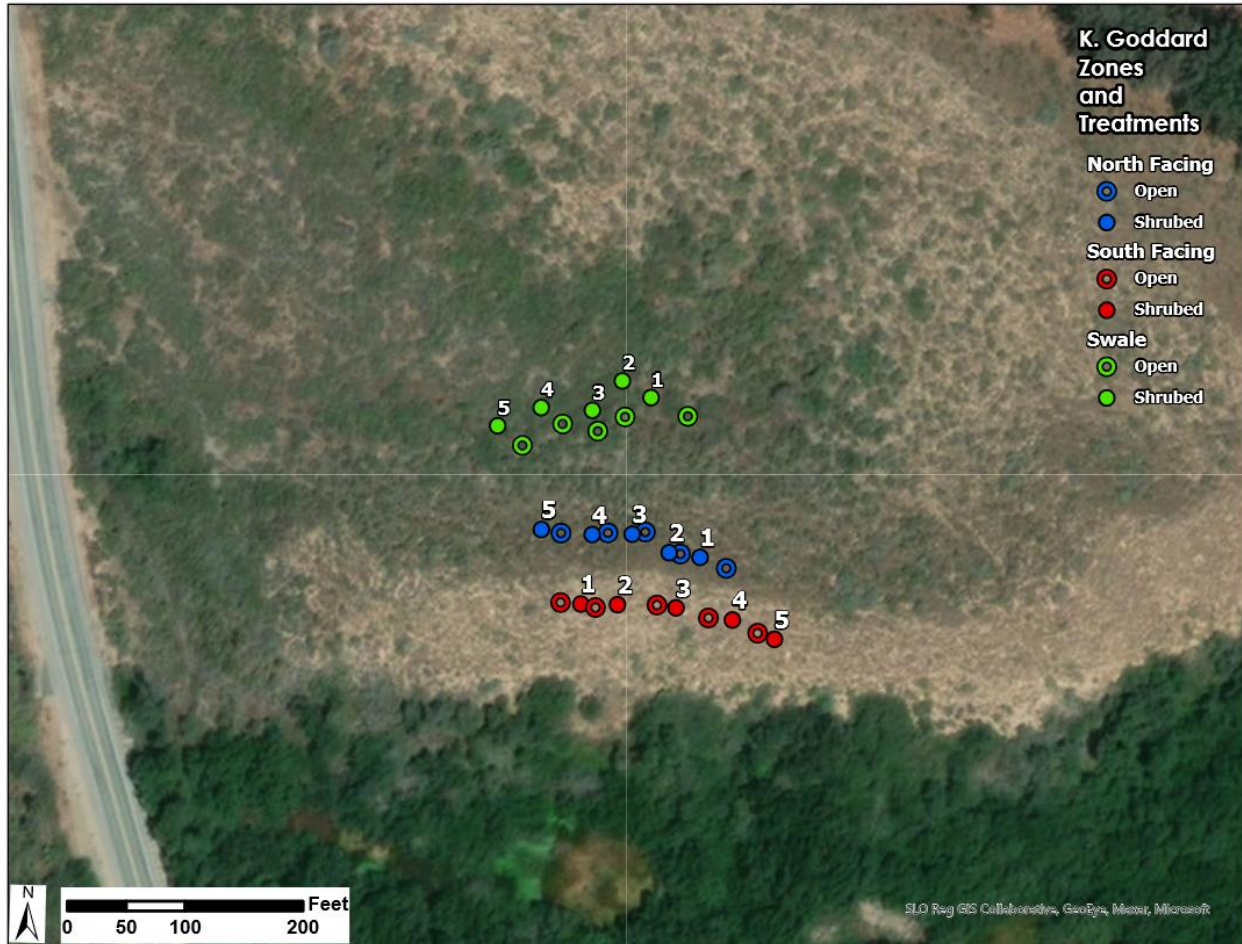 K. Goddard
Zones
and
Treatments
North Facing
Open
Shrubed
South Facing
Open
Shrubed
Swale
Open
Shrubed
2
1
4
3
5
5
4
3
2
1
1
2
3
4
5
N
Feet
0 50 100 200
SLO Reg GIS Collaborative, GeoEye, Maxar, Microsoft